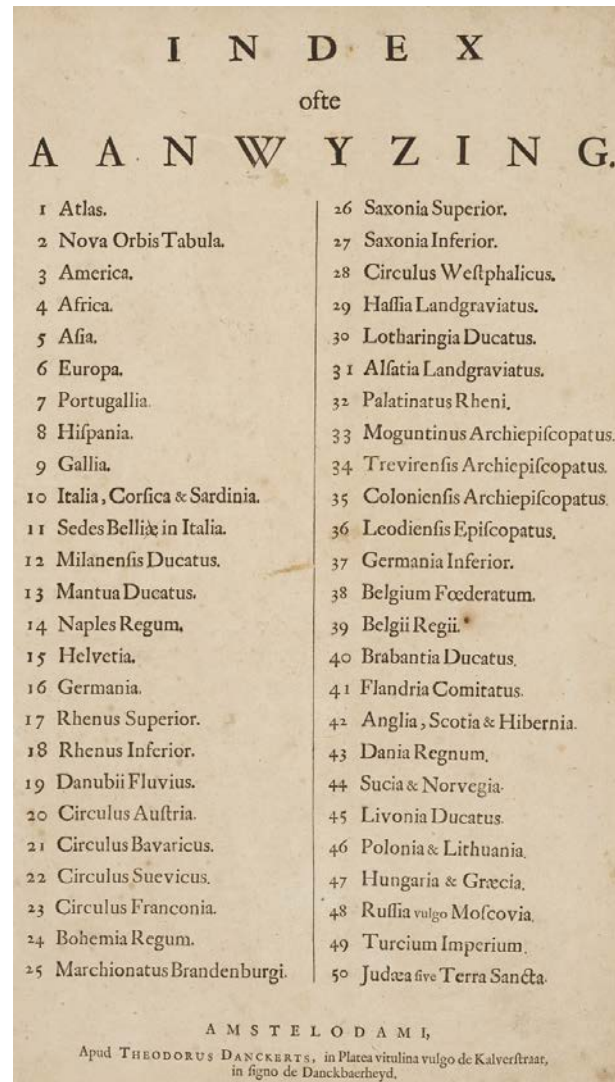 INDEX
ofte
AANWYZING.
1 Atlas.
2 Nova Orbis Tabula.
3 America.
4 Africa.
5 Aſia.
6 Europa.
7 Portugallia.
8 Hiſpania.
9 Gallia.
10 Italia, Corſica & Sardinia.
11 Sedes Belliæ in Italia.
12 Milanenſis Ducatus.
13 Mantua Ducatus.
14 Naples Regum.
15 Helvetia.
16 Germania.
17 Rhenus Superior.
18 Rhenus Inferior.
19 Danubii Fluvius.
20 Circulus Auſtria.
21 Circulus Bavaricus.
22 Circulus Suevicus.
23 Circulus Franconia.
24 Bohemia Regum.
25 Marchionatus Brandenburgi.
26 Saxonia Superior.
27 Saxonia Inferior.
28 Circulus Weſtphalicus.
29 Haſſia Landgraviatus.
30 Lotharingia Ducatus.
31 Alſatia Landgraviatus.
32 Palatinatus Rheni.
33 Moguntinus Archiepiſcopatus.
34 Trevirenſis Archiepiſcopatus.
35 Colonienſis Archiepiſcopatus.
36 Leodienſis Epiſcopatus.
37 Germania Inferior.
38 Belgium Fœderatum.
39 Belgii Regii.
40 Brabantia Ducatus.
41 Flandria Comitatus.
42 Anglia, Scotia & Hibernia.
43 Dania Regnum.
44 Sucia & Norvegia.
45 Livonia Ducatus.
46 Polonia & Lithuania.
47 Hungaria & Græcia.
48 Ruſſia vulgo Moſcovia.
49 Turcium Imperium.
50 Judæa ſive Terra Sancta.
AMSTELODAMI,
Apud THEODORUS DANCKERTS, in Platea vitulina vulgo de Kalverſtraat,
in ſigno de Danckbaerheyd.